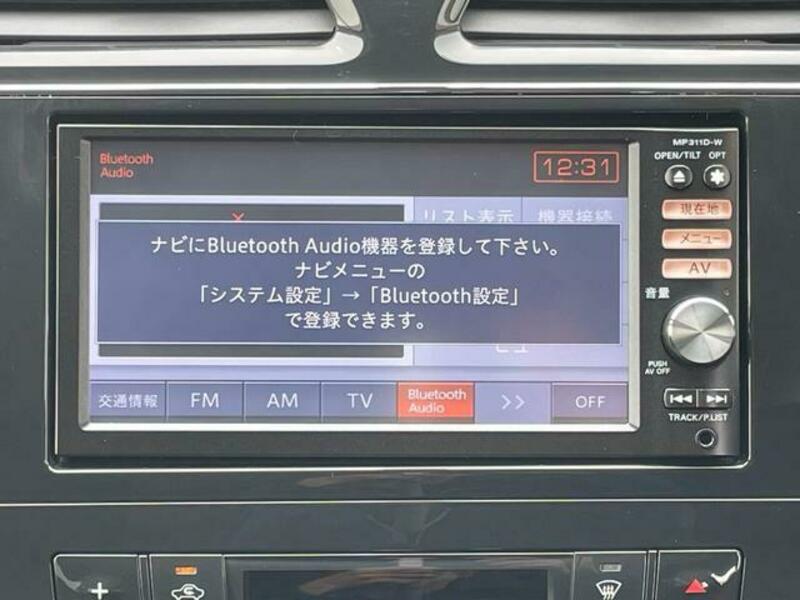 MP311D-W
OPEN/TILT OPT
Bluetooth
Audio
12:31
現在地
リスト表示 機器接続
メニュー
ナビにBluetooth Audio機器を登録して下さい。
ナビメニューの
「システム設定」→「Bluetooth設定」
で登録できます。
AV
音量
PUSH
AV OFF
交通情報 FM AM TV Bluetooth Audio >> OFF
TRACK/P.LIST